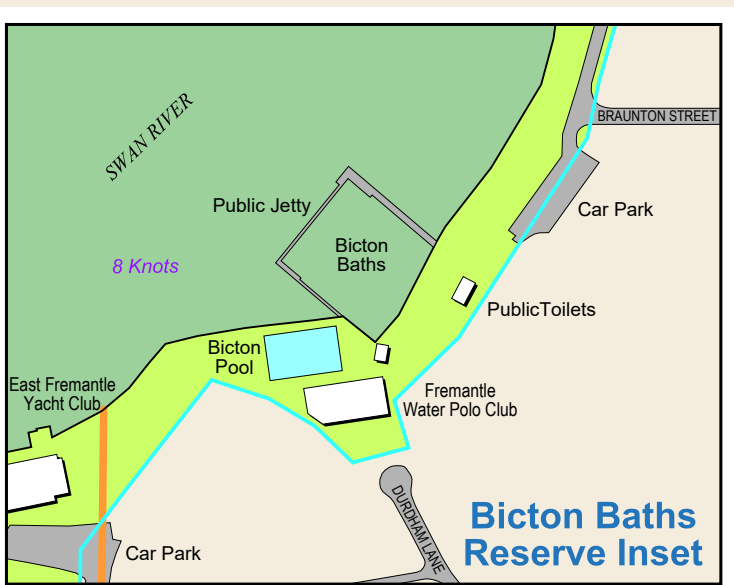 BRAUNTON STREET
SWAN RIVER
Public Jetty
Car Park
Bicton
Baths
8 Knots
PublicToilets
Bicton
Pool
East Fremantle
Yacht Club
Fremantle
Water Polo Club
DURDHAM LANE
Bicton Baths
Reserve Inset
Car Park